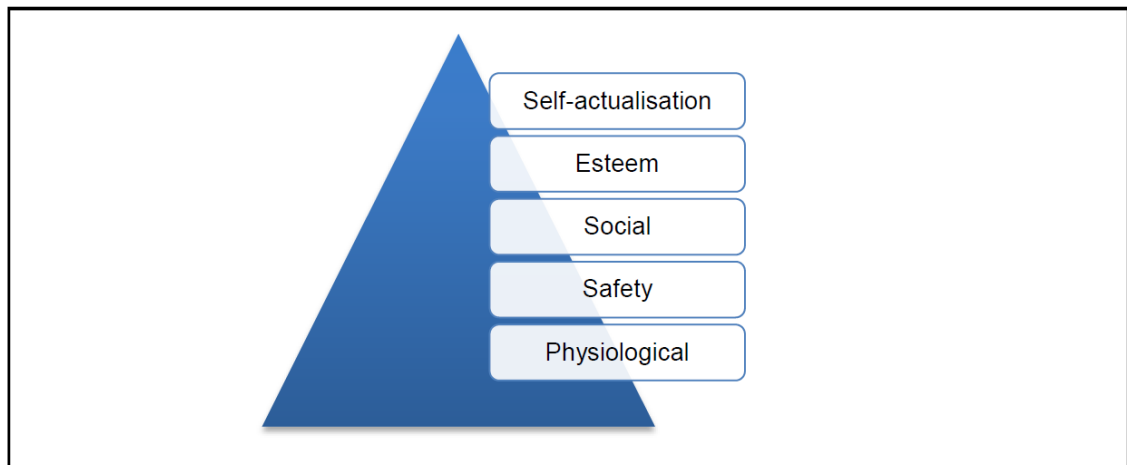 Self-actualisation
Esteem
Social
Safety
Physiological